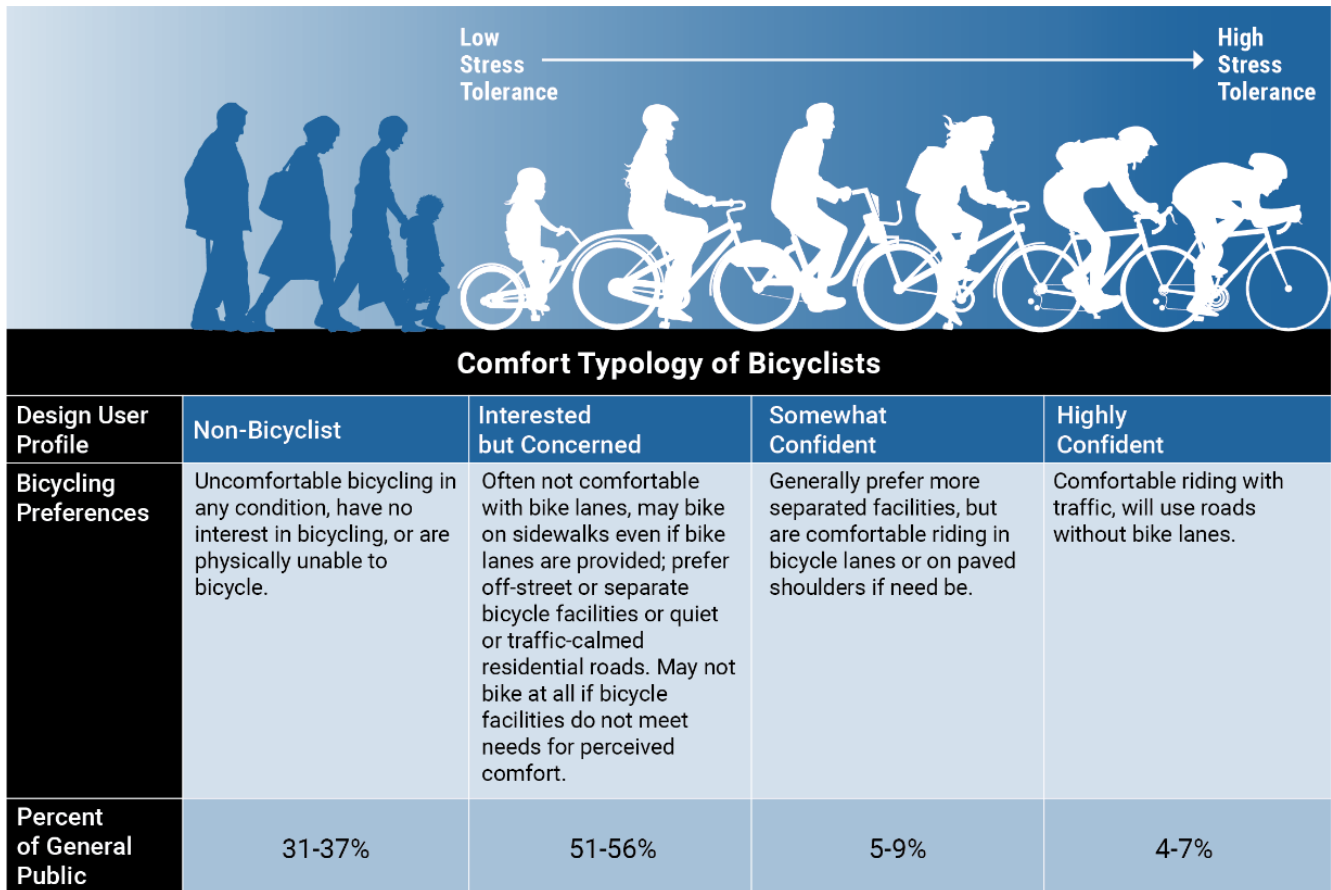 Low
Stress
Tolerance
High
Stress
Tolerance
Comfort Typology of Bicyclists
Design User
Profile
Non-Bicyclist
Interested
but Concerned
Somewhat
Confident
Highly
Confident
Bicycling
Preferences
Uncomfortable bicycling in
any condition, have no
interest in bicycling, or are
physically unable to
bicycle.
Often not comfortable
with bike lanes, may bike
on sidewalks even if bike
lanes are provided; prefer
off-street or separate
bicycle facilities or quiet
or traffic-calmed
residential roads. May not
bike at all if bicycle
facilities do not meet
needs for perceived
comfort.
Generally prefer more
separated facilities, but
are comfortable riding in
bicycle lanes or on paved
shoulders if need be.
Comfortable riding with
traffic, will use roads
without bike lanes.
Percent
of General
Public
31-37%
51-56%
5-9%
4-7%